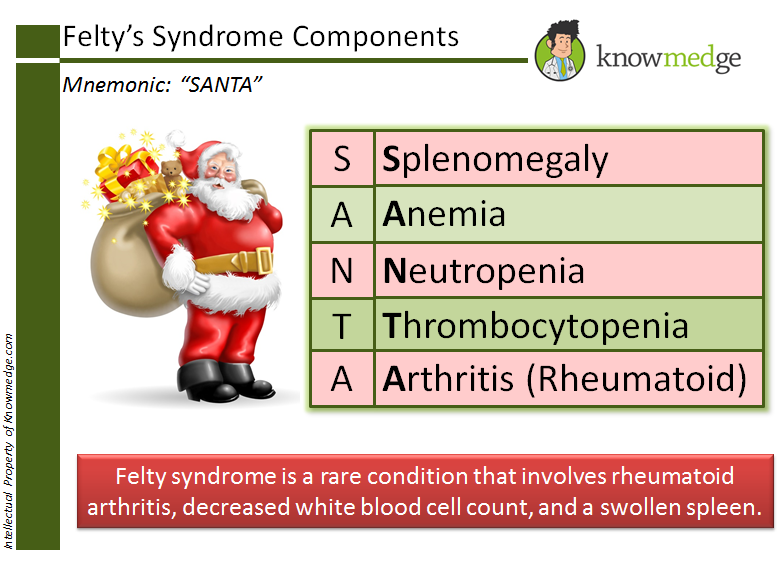 Felty’s Syndrome Components
knowmedge
Mnemonic: “SANTA”
S Splenomegaly
A Anemia
N Neutropenia
T Thrombocytopenia
A Arthritis (Rheumatoid)
Felty syndrome is a rare condition that involves rheumatoid
arthritis, decreased white blood cell count, and a swollen spleen.
Intellectual Property of Knowmedge.com